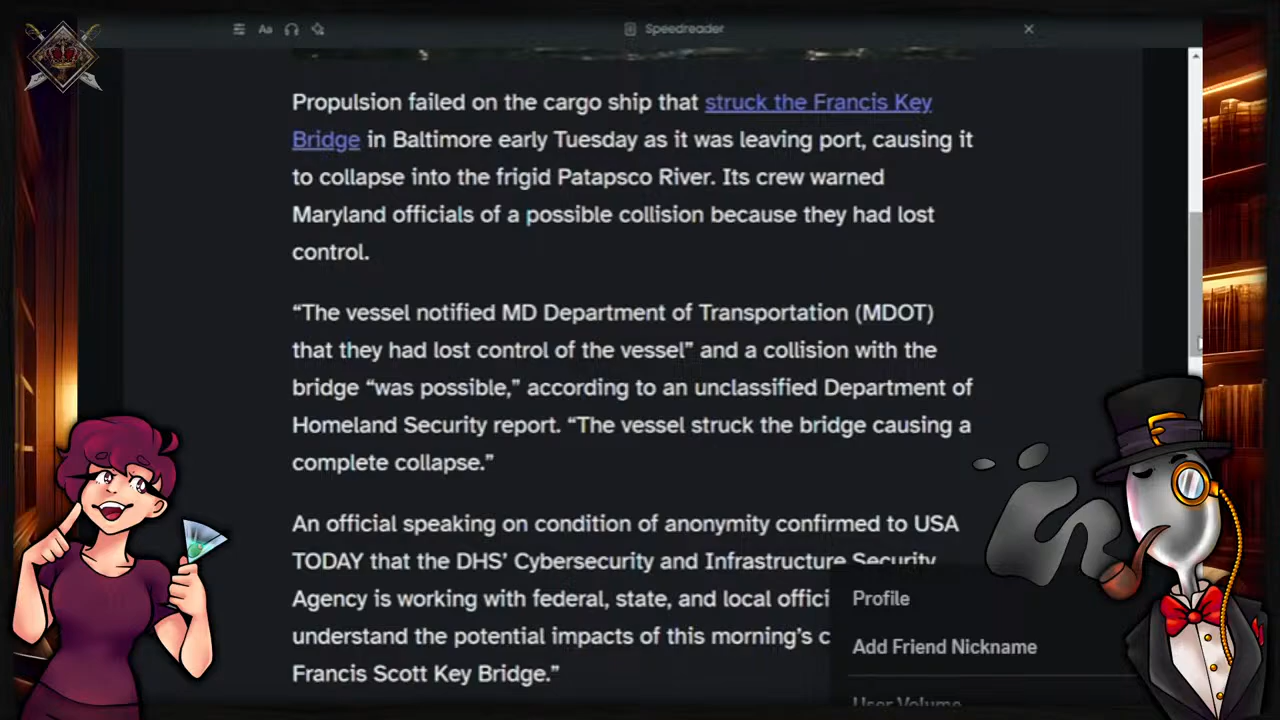 Aa
Speedreader
Propulsion failed on the cargo ship that struck the Francis Key
Bridge in Baltimore early Tuesday as it was leaving port, causing it
to collapse into the frigid Patapsco River. Its crew warned
Maryland officials of a possible collision because they had lost
control.
“The vessel notified MD Department of Transportation (MDOT)
that they had lost control of the vessel” and a collision with the
bridge “was possible,” according to an unclassified Department of
Homeland Security report. “The vessel struck the bridge causing a
complete collapse.”
An official speaking on condition of anonymity confirmed to USA
TODAY that the DHS’ Cybersecurity and Infrastructure Security
Agency is working with federal, state, and local offici
understand the potential impacts of this morning’s c
Francis Scott Key Bridge.”
Profile
Add Friend Nickname
User Volume